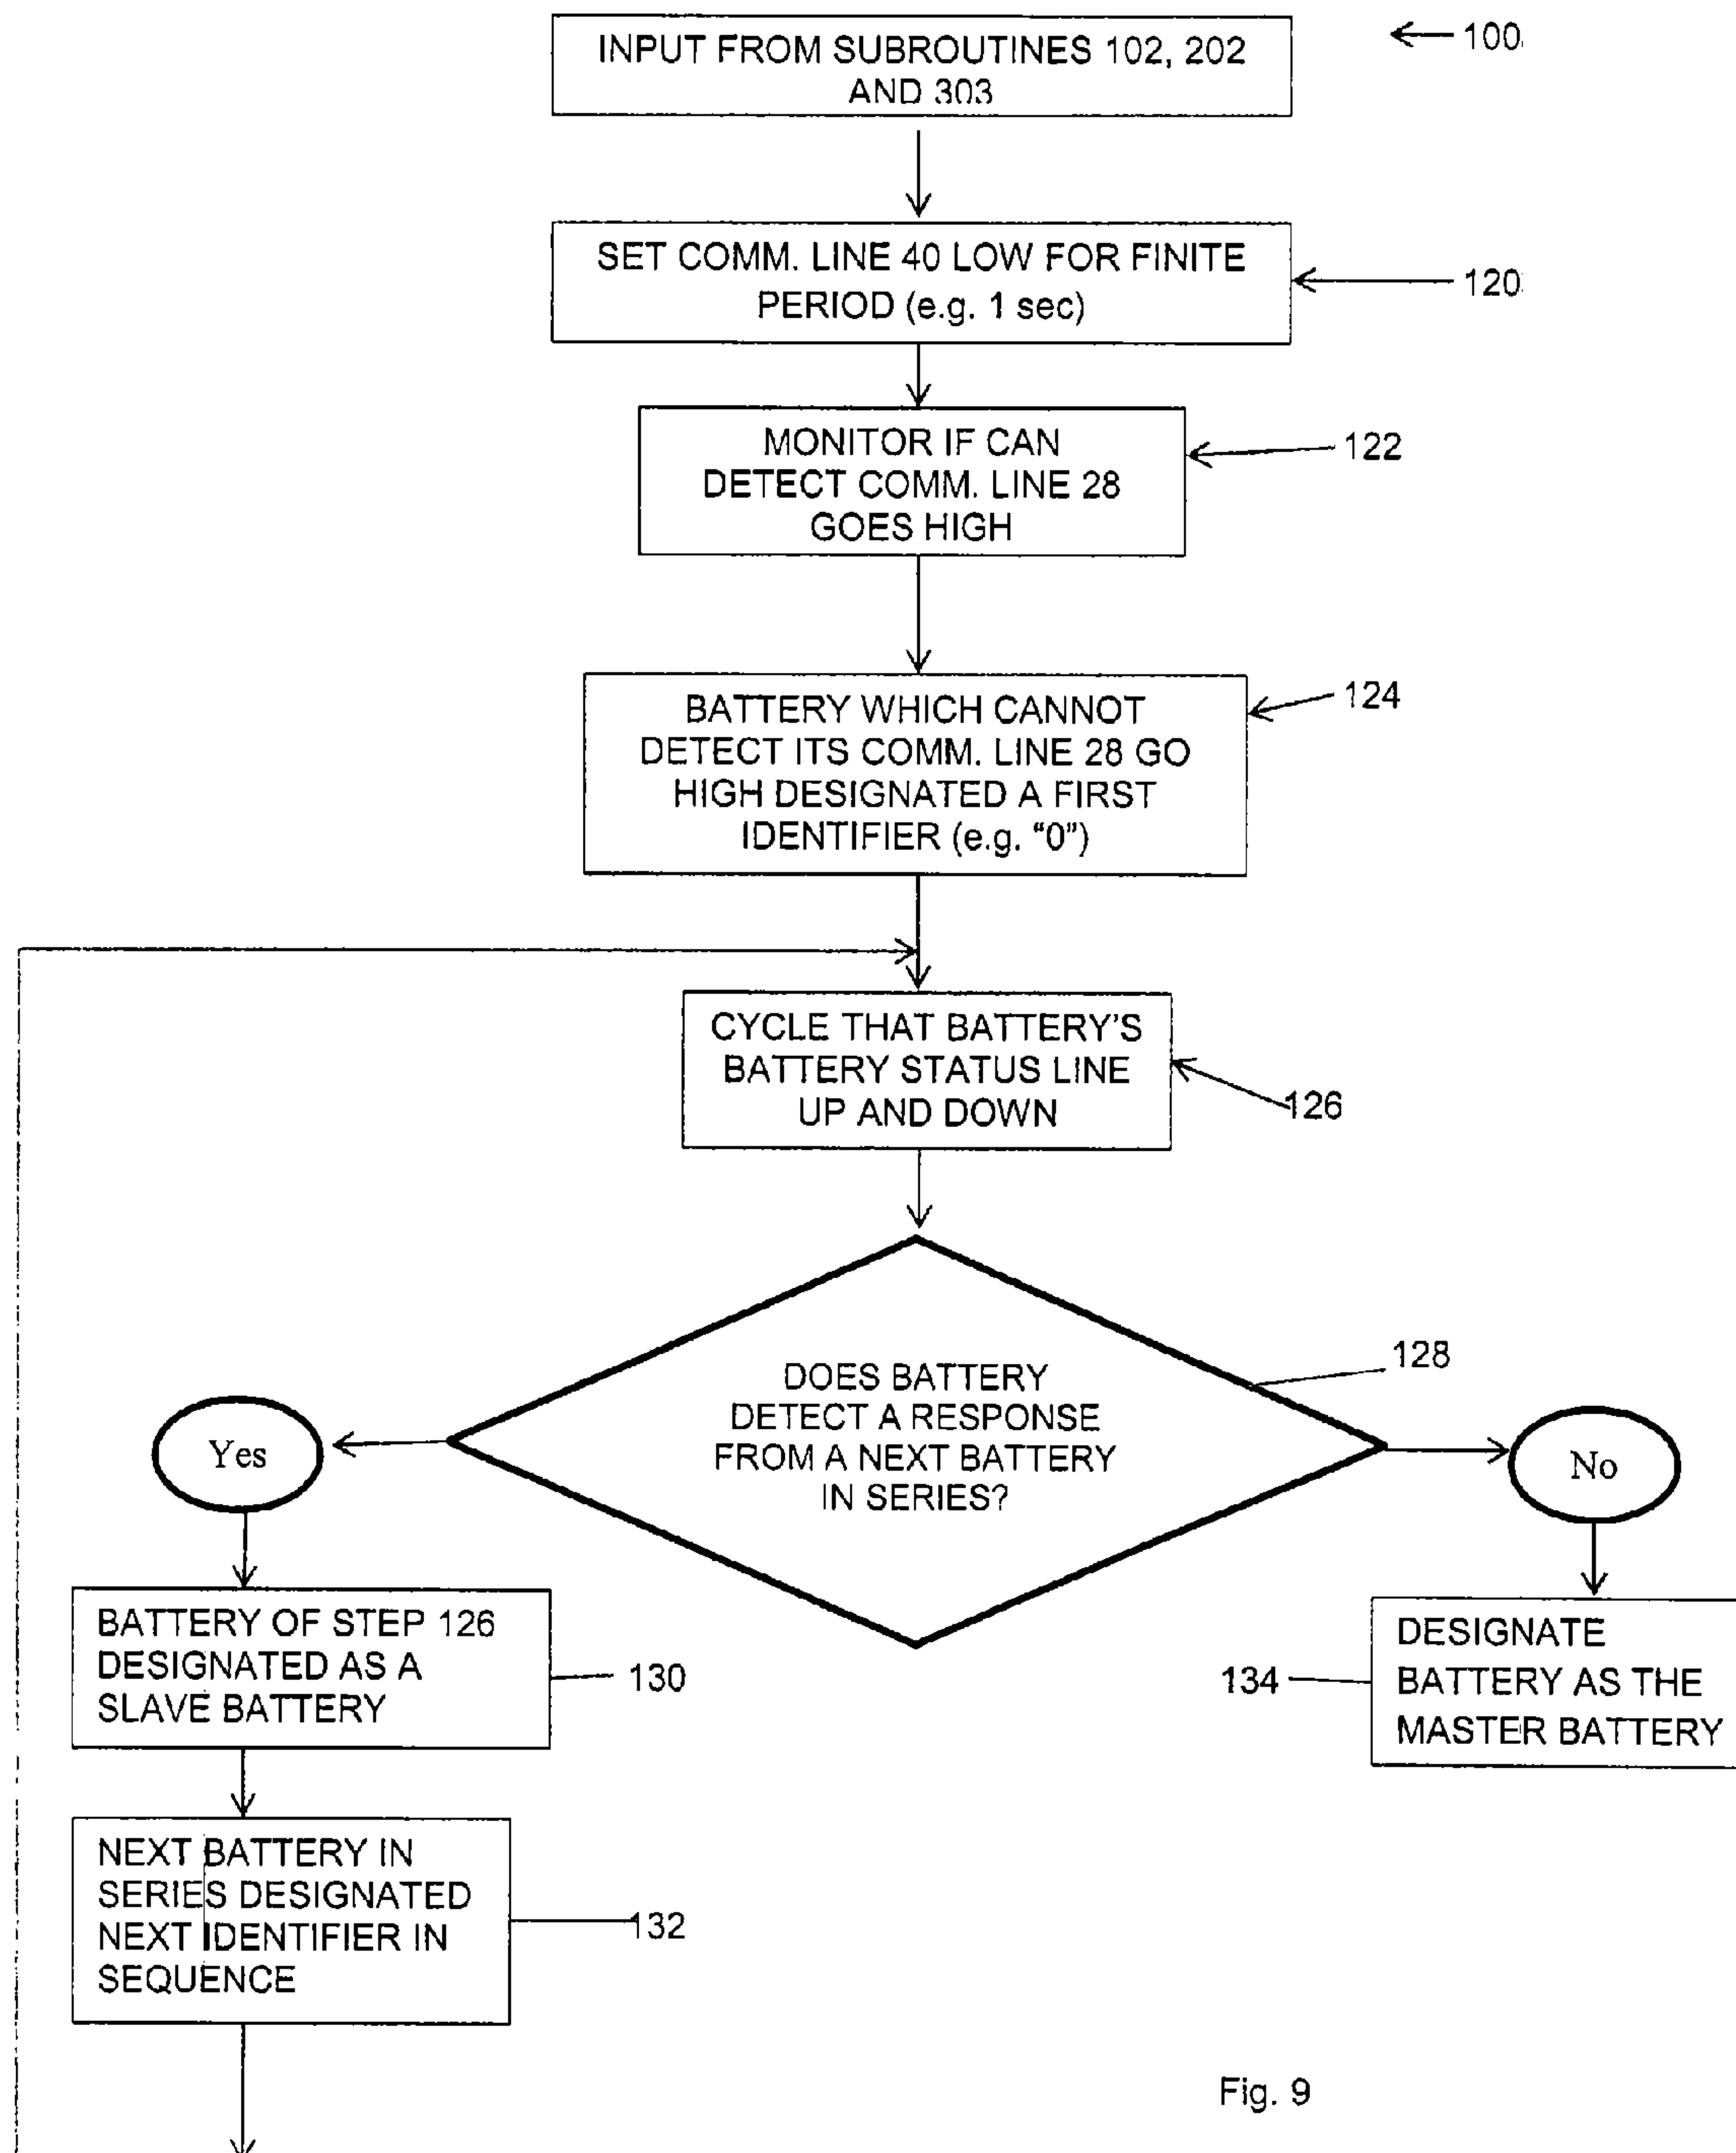 INPUT FROM SUBROUTINES 102, 202
AND 303
100
SET COMM. LINE 40 LOW FOR FINITE
PERIOD (e.g. 1 sec)
120
MONITOR IF CAN
DETECT COMM. LINE 28
GOES HIGH
122
BATTERY WHICH CANNOT
DETECT ITS COMM. LINE 28 GO
HIGH DESIGNATED A FIRST
IDENTIFIER (e.g. “0”)
124
CYCLE THAT BATTERY'S
BATTERY STATUS LINE
UP AND DOWN
126
DOES BATTERY
DETECT A RESPONSE
FROM A NEXT BATTERY
IN SERIES?
128
Yes
No
BATTERY OF STEP 126
DESIGNATED AS A
SLAVE BATTERY
130
134
DESIGNATE
BATTERY AS THE
MASTER BATTERY
NEXT BATTERY IN
SERIES DESIGNATED
NEXT IDENTIFIER IN
SEQUENCE
132
Fig. 9